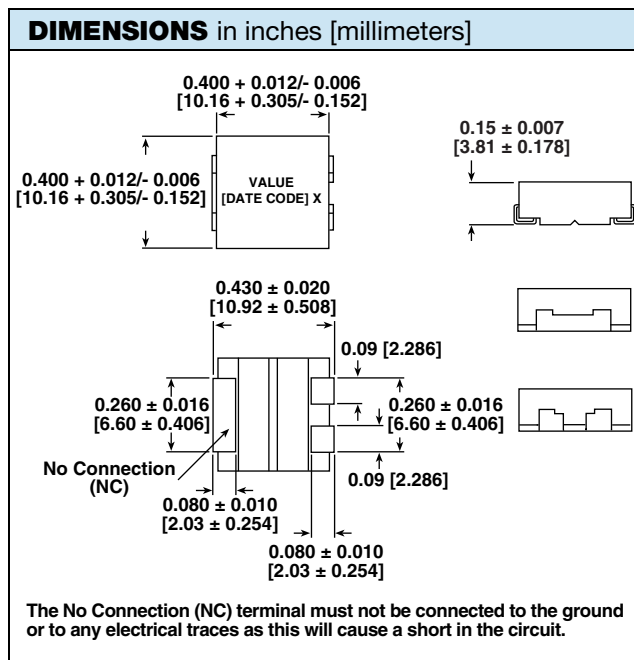 DIMENSIONS in inches [millimeters]
0.400 + 0.012/- 0.006
[10.16 + 0.305/- 0.152]
0.15 ± 0.007
[3.81 ± 0.178]
0.400 + 0.012/- 0.006
[10.16 + 0.305/- 0.152]
VALUE
[DATE CODE] X
0.430 ± 0.020
[10.92 ± 0.508]
0.09 [2.286]
0.260 ± 0.016
[6.60 ± 0.406]
0.260 ± 0.016
[6.60 ± 0.406]
No Connection
(NC)
0.09 [2.286]
0.080 ± 0.010
[2.03 ± 0.254]
0.080 ± 0.010
[2.03 ± 0.254]
The No Connection (NC) terminal must not be connected to the ground
or to any electrical traces as this will cause a short in the circuit.